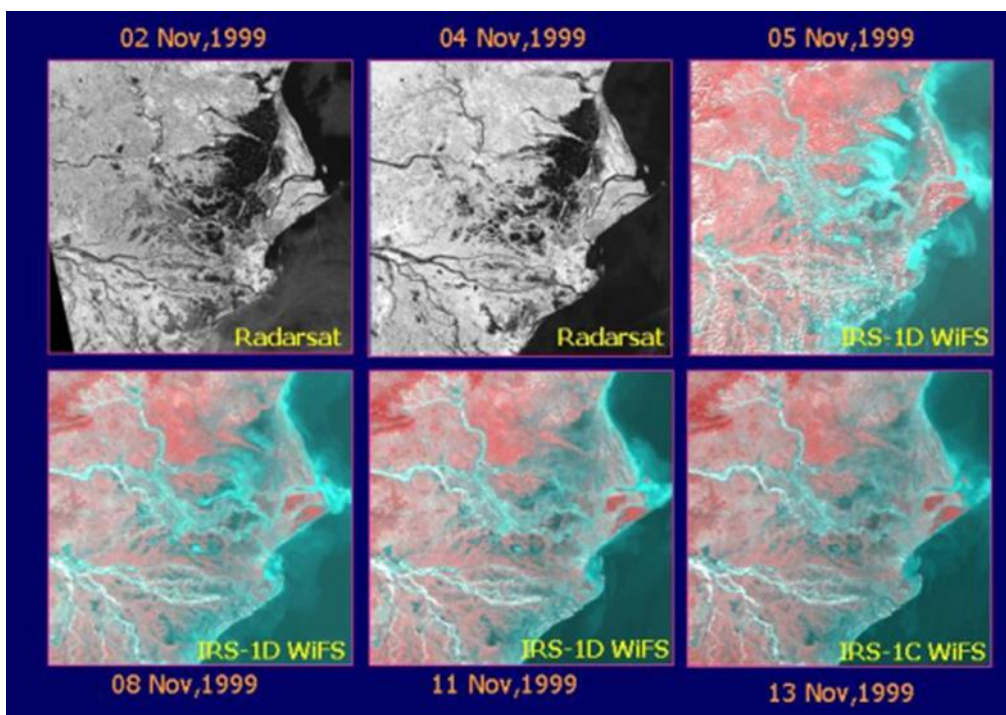 02 Nov,1999
04 Nov,1999
05 Nov,1999
Radarsat
Radarsat
IRS-1D WiFS
IRS-1D WiFS
IRS-1D WiFS
IRS-1C WiFS
08 Nov,1999
11 Nov,1999
13 Nov,1999